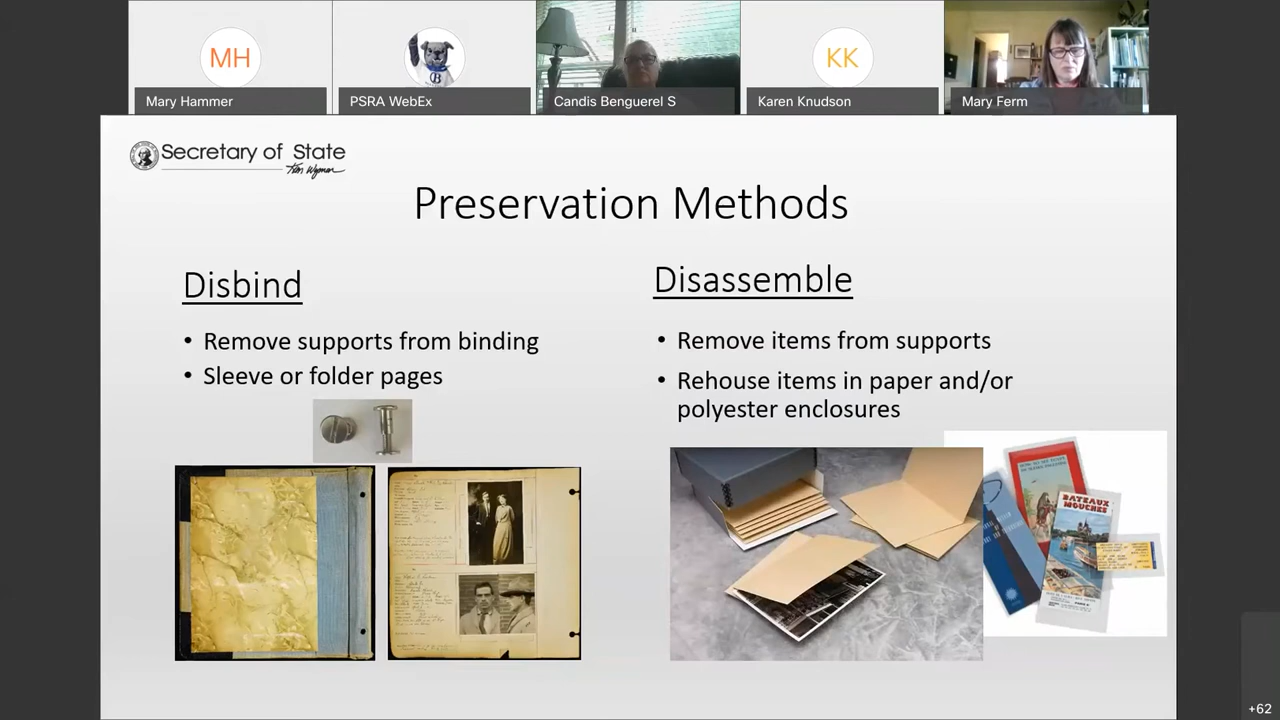 MH
KK
Mary Hammer
PSRA WebEx
Candis Benguerel S
Karen Knudson
Mary Ferm
Secretary of State
Kim Wyman
Preservation Methods
Disbind
• Remove supports from binding
• Sleeve or folder pages
Disassemble
• Remove items from supports
• Rehouse items in paper and/or
polyester enclosures
BATEAUX
MOUCHES
+62